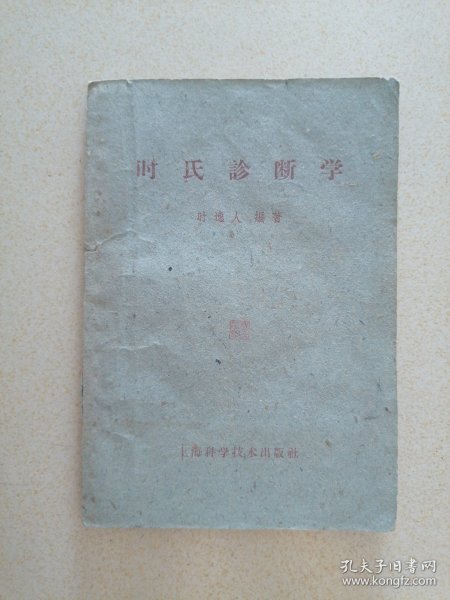 时氏診断学
时逸人 編著
上海科学技术出版社
孔夫子旧书网
www.kongfz.com